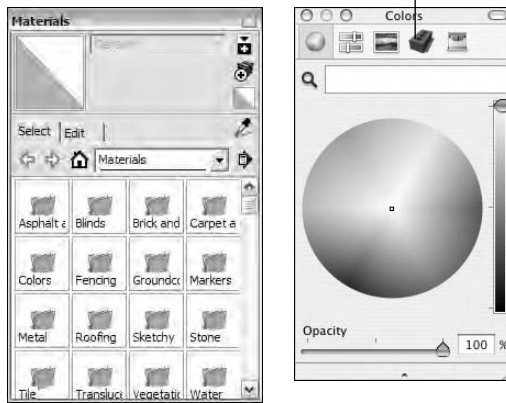 Materials
Select Edit
Materials
Asphalt a Blinds Brick and Carpet a
Colors Fencing Groundco Markers
Metal Roofing Sketchy Stone
Tile Transluce Vegetatic Water
Colors
Opacity
100 %